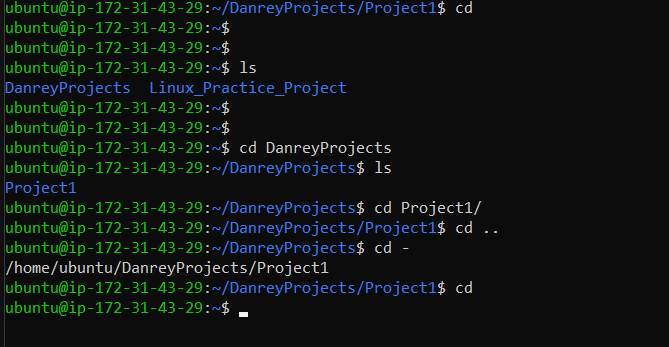 ubuntu@ip-172-31-43-29:~/DanreyProjects/Project1$ cd
ubuntu@ip-172-31-43-29:~$
ubuntu@ip-172-31-43-29:~$
ubuntu@ip-172-31-43-29:~$ ls
DanreyProjects  Linux_Practice_Project
ubuntu@ip-172-31-43-29:~$
ubuntu@ip-172-31-43-29:~$
ubuntu@ip-172-31-43-29:~$ cd DanreyProjects
ubuntu@ip-172-31-43-29:~/DanreyProjects$ ls
Project1
ubuntu@ip-172-31-43-29:~/DanreyProjects$ cd Project1/
ubuntu@ip-172-31-43-29:~/DanreyProjects/Project1$ cd ..
ubuntu@ip-172-31-43-29:~/DanreyProjects$ cd -
/home/ubuntu/DanreyProjects/Project1
ubuntu@ip-172-31-43-29:~/DanreyProjects/Project1$ cd
ubuntu@ip-172-31-43-29:~$